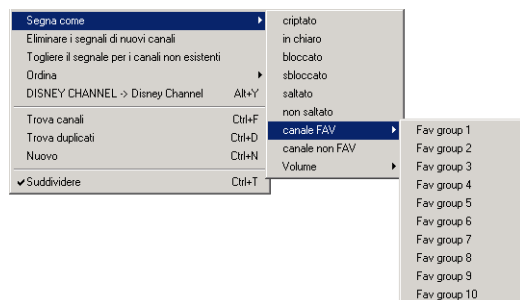 Segna come
Eliminare i segnali di nuovi canali
Togliere il segnale per i canali non esistenti
Ordina
DISNEY CHANNEL -> Disney Channel Alt+Y
Trova canali Ctrl+F
Trova duplicati Ctrl+D
Nuovo Ctrl+N
Suddividere Ctrl+T
criptato
in chiaro
bloccato
sbloccato
saltato
non saltato
canale FAV
canale non FAV
Volume
Fav group 1
Fav group 2
Fav group 3
Fav group 4
Fav group 5
Fav group 6
Fav group 7
Fav group 8
Fav group 9
Fav group 10